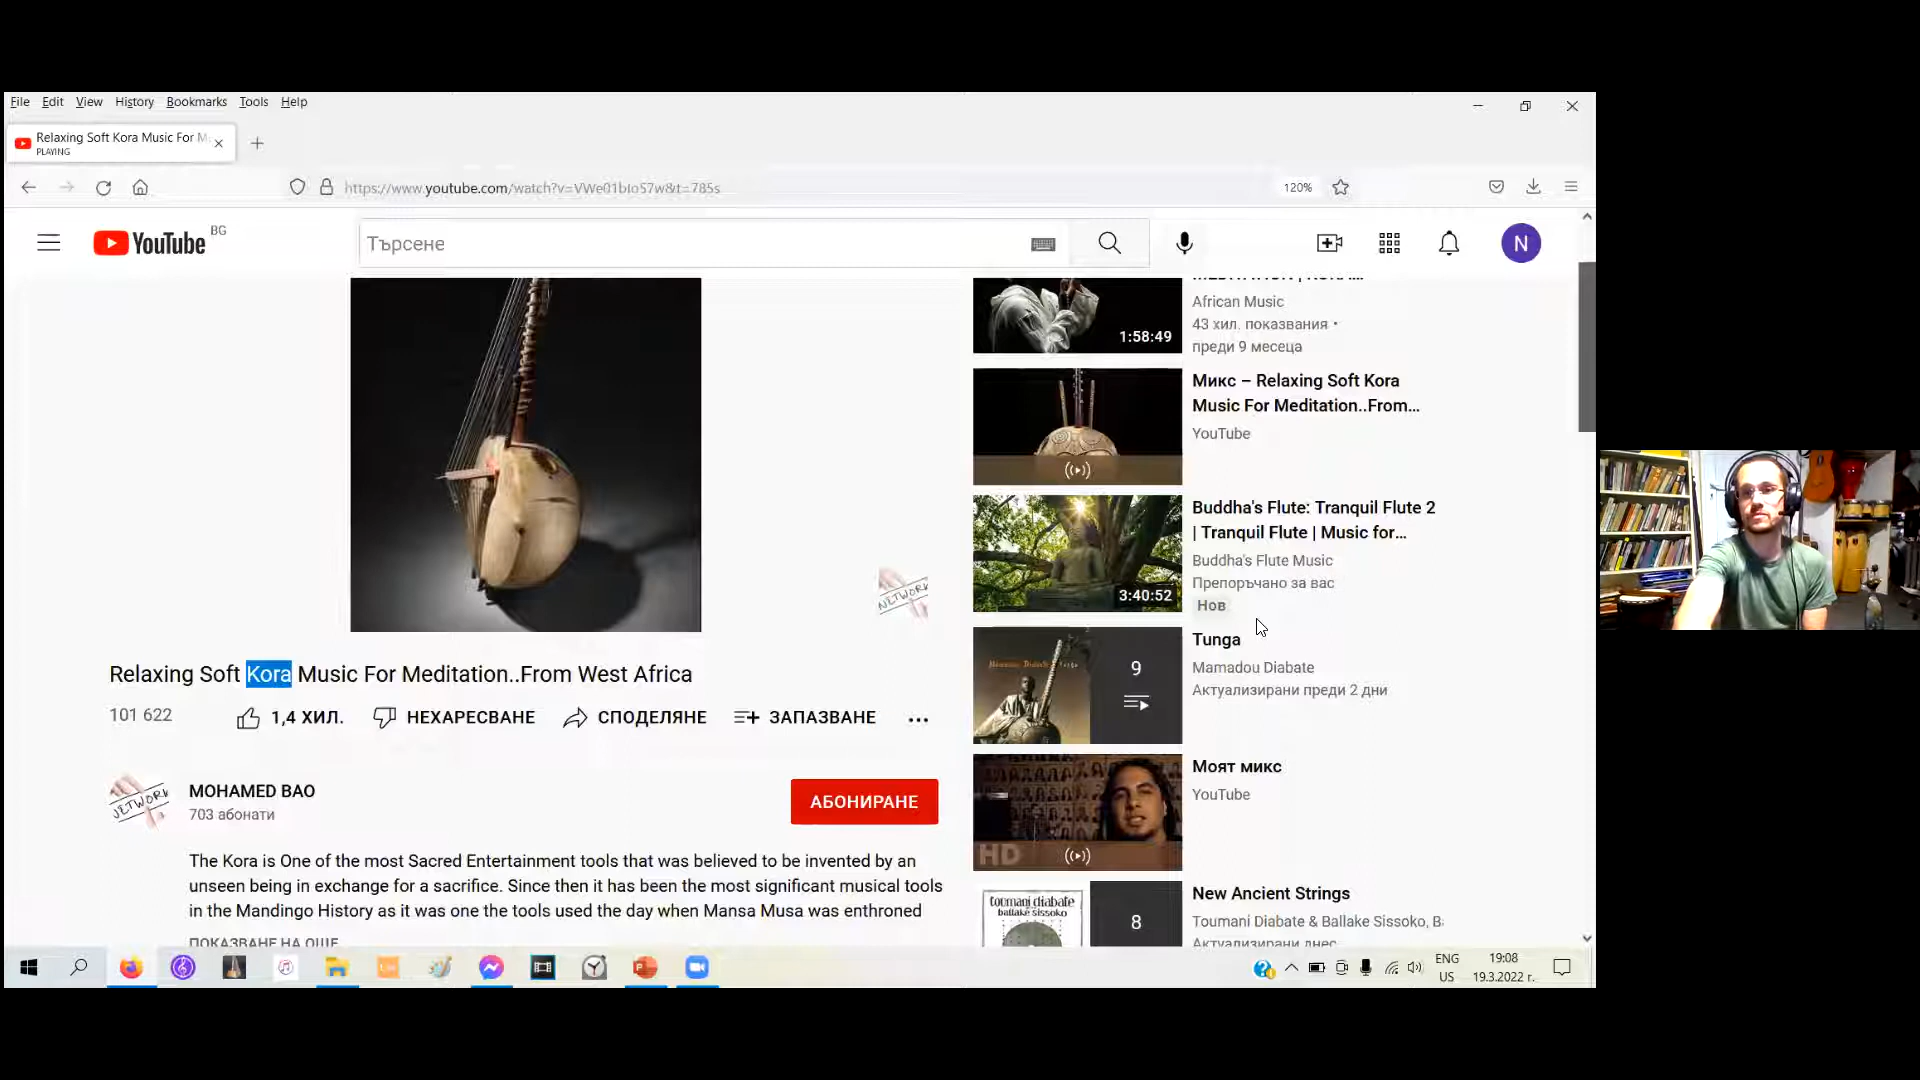 File Edit View History Bookmarks Tools Help
Relaxing Soft Kora Music For M
PLAYING
https://www.youtube.com/watch?v=VWe01bIo57w&t=785s
120%
YouTube BG
Търсене
N
African Music
43 хил. показвания •
преди 9 месеца
1:58:49
Микс – Relaxing Soft Kora
Music For Meditation..From...
YouTube
Buddha's Flute: Tranquil Flute 2
| Tranquil Flute | Music for...
Buddha's Flute Music
Препоръчано за вас
Нов
3:40:52
NETWORK
Tunga
Mamadou Diabate
Актуализирани преди 2 дни
9
Relaxing Soft Kora Music For Meditation..From West Africa
101 622
1,4 ХИЛ.
НЕХАРЕСВАНЕ
СПОДЕЛЯНЕ
ЗАПАЗВАНЕ
Моят микс
YouTube
HD
NETWORK
MOHAMED BAO
703 абонати
АБОНИРАНЕ
The Kora is One of the most Sacred Entertainment tools that was believed to be invented by an
unseen being in exchange for a sacrifice. Since then it has been the most significant musical tools
in the Mandingo History as it was one the tools used the day when Mansa Musa was enthroned
ПОКАЗВАНЕ НА ОЩЕ
New Ancient Strings
Toumani Diabate & Ballake Sissoko, B
Актуализирани днес
toumani diabate
ballake sissoko
8
ENG
US
19:08
19.3.2022 г.